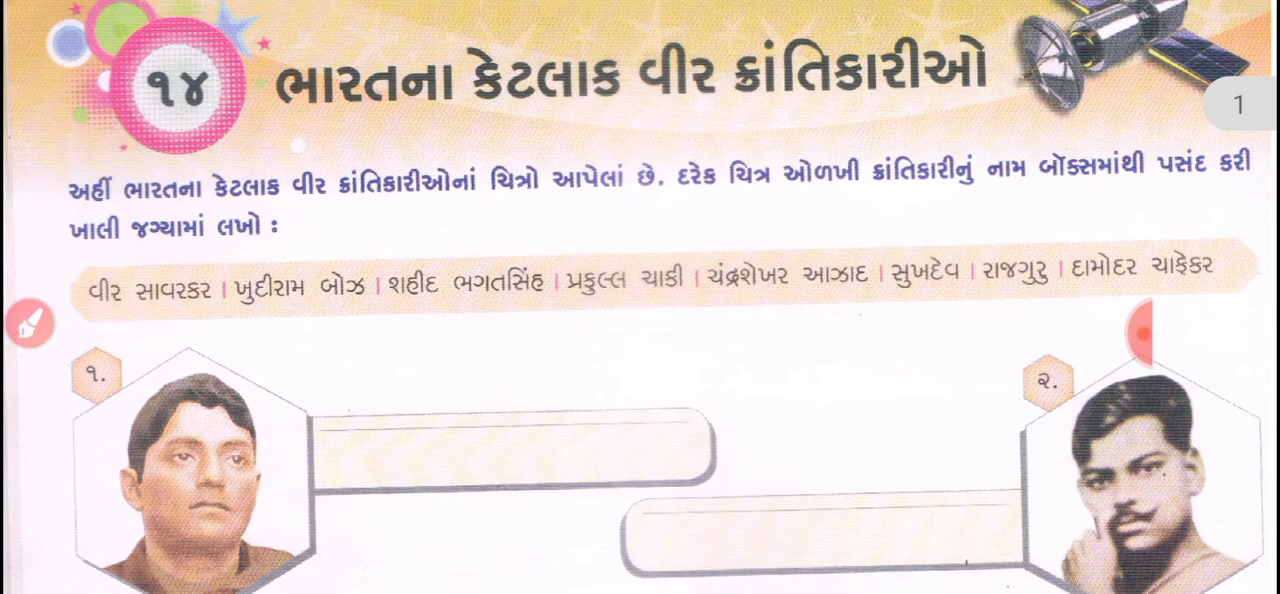 ૧૪
ભારતના કેટલાક વીર ક્રાંતિકારીઓ
1
અહીં ભારતના કેટલાક વીર ક્રાંતિકારીઓનાં ચિત્રો આપેલાં છે. દરેક ચિત્ર ઓળખી ક્રાંતિકારીનું નામ બૉક્સમાંથી પસંદ કરી
ખાલી જગ્યામાં લખો :
વીર સાવરકર | ખુદીરામ બોઝ | શહીદ ભગતસિંહ | પ્રફુલ્લ ચાકી | ચંદ્રશેખર આઝાદ | સુખદેવ | રાજગુરુ | દામોદર ચાફેકર
૧.
૨.